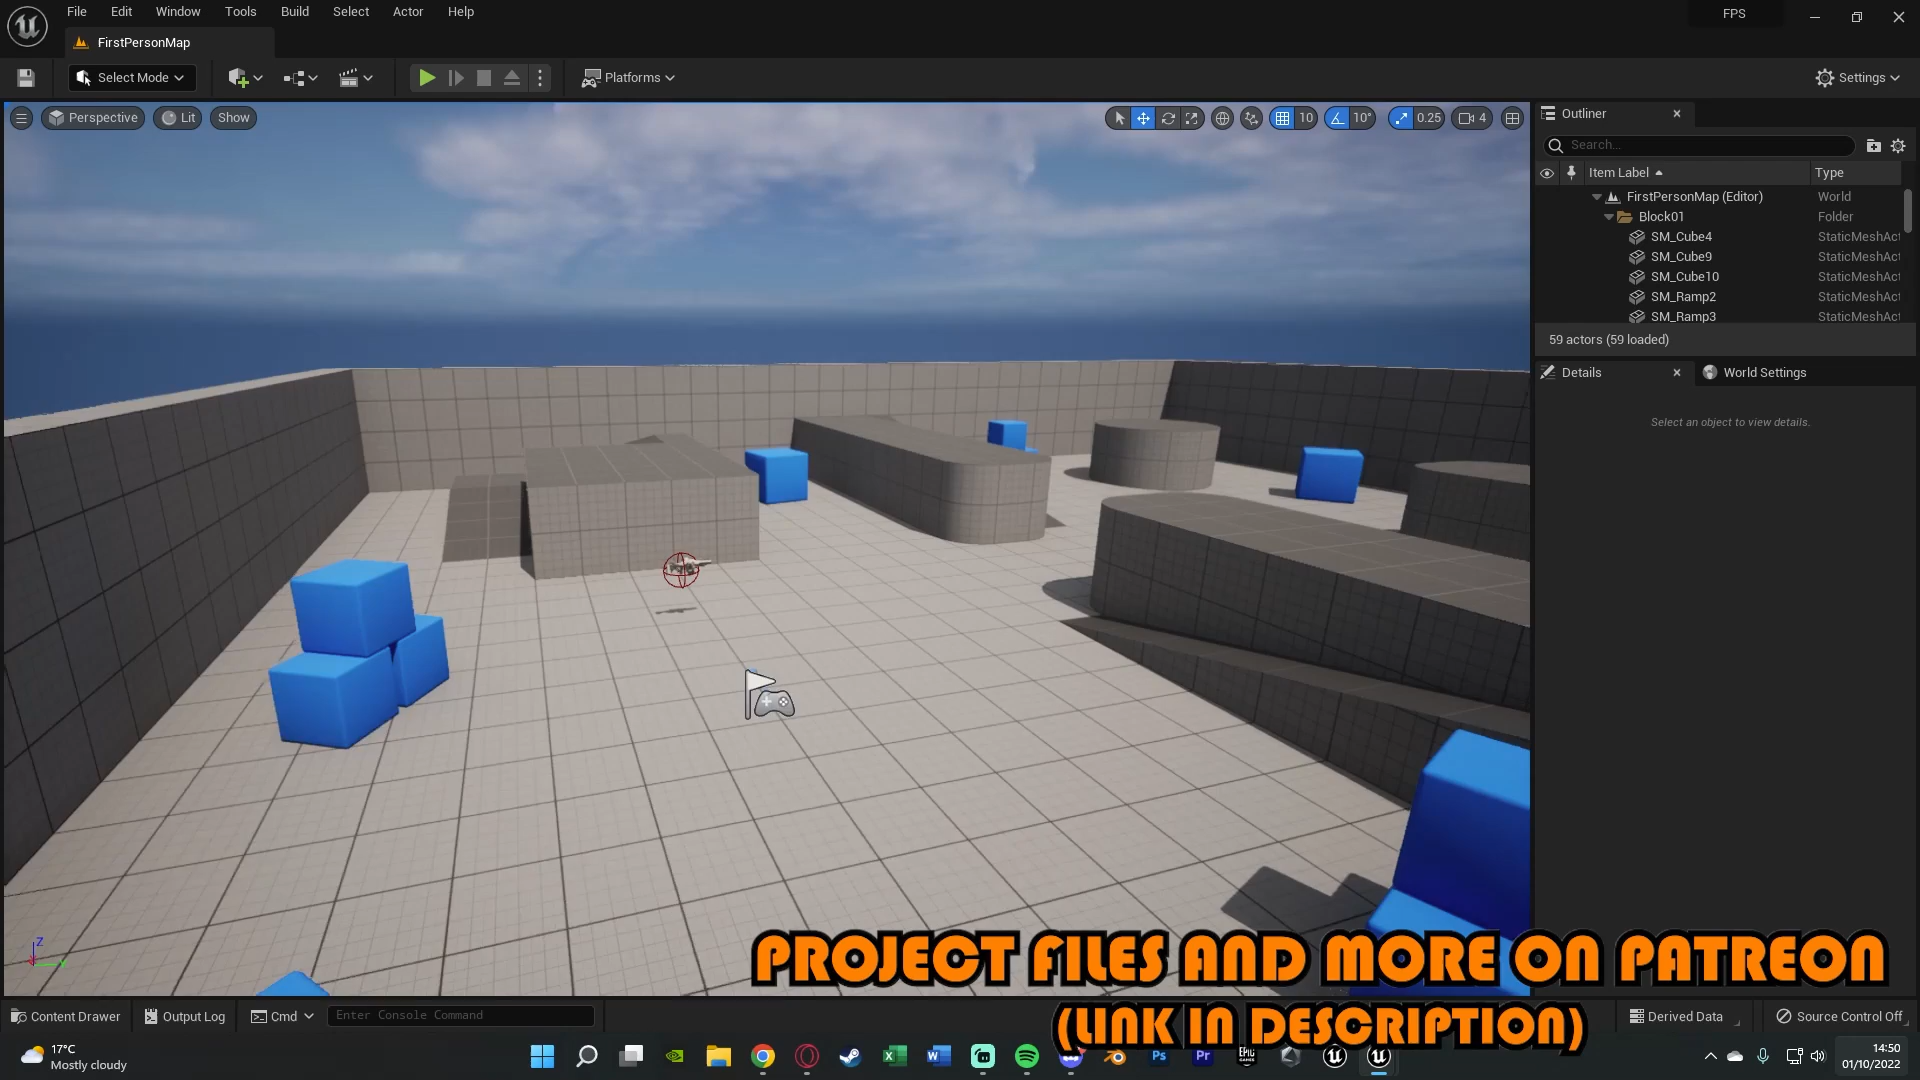 File Edit Window Tools Build Select Actor Help
FPS
FirstPersonMap
Select Mode
Platforms
Settings
Perspective Lit Show
10 10° 0.25 4
Outliner
Search...
Item Label Type
FirstPersonMap (Editor) World
Block01 Folder
SM_Cube4 StaticMeshAct
SM_Cube9 StaticMeshAct
SM_Cube10 StaticMeshAct
SM_Ramp2 StaticMeshAct
SM_Ramp3 StaticMeshAct
59 actors (59 loaded)
Details World Settings
Select an object to view details.
Z
Y
PROJECT FILES AND MORE ON PATREON
(LINK IN DESCRIPTION)
Content Drawer Output Log Cmd Enter Console Command
Derived Data Source Control Off
17°C
Mostly cloudy
Ps Pr EPIC GAMES
14:50
01/10/2022